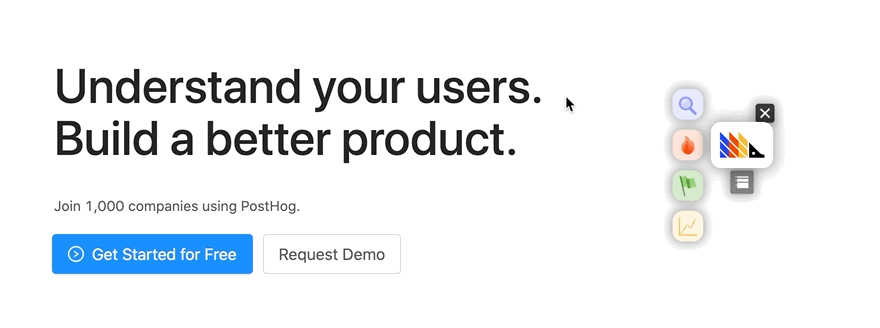 Understand your users.
Build a better product.
Join 1,000 companies using PostHog.
Get Started for Free
Request Demo